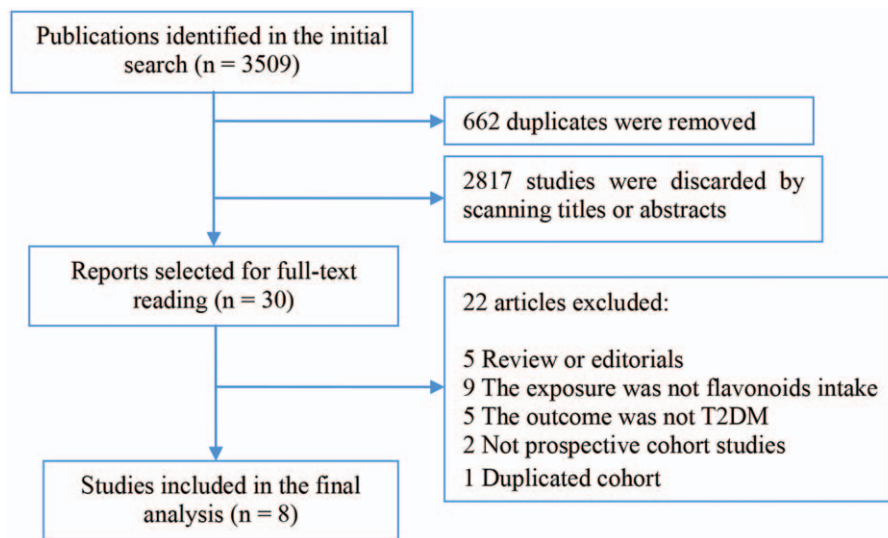 Publications identified in the initial
search (n = 3509)
662 duplicates were removed
2817 studies were discarded by
scanning titles or abstracts
Reports selected for full-text
reading (n = 30)
22 articles excluded:
5 Review or editorials
9 The exposure was not flavonoids intake
5 The outcome was not T2DM
2 Not prospective cohort studies
1 Duplicated cohort
Studies included in the final
analysis (n = 8)